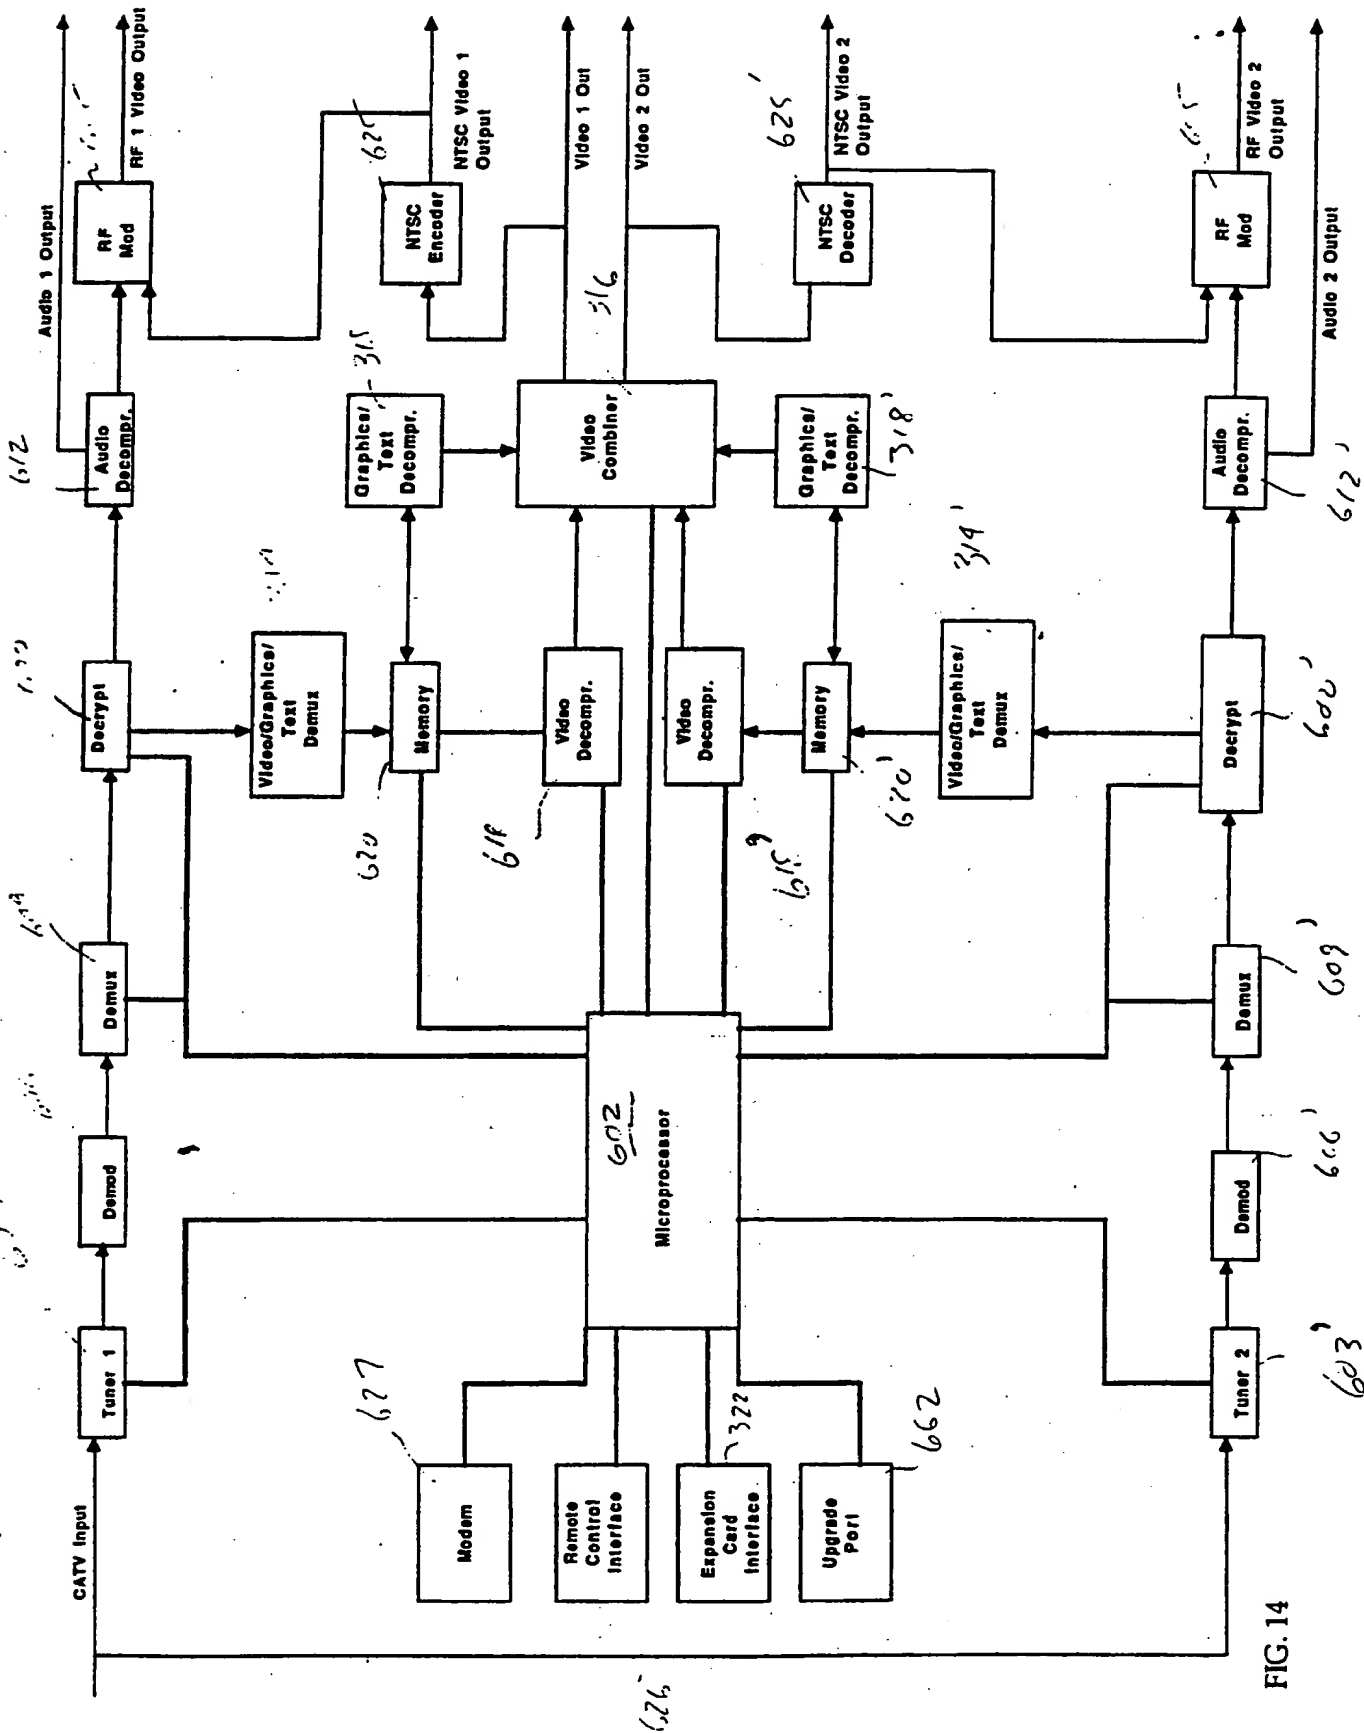 CATV Input
Tuner 1
Demod
Demux
Decrypt
Audio
Decompr.
612
Audio 1 Output
RF
Mod
RF 1 Video Output
Video/Graphics/
Text
Demux
Memory
620
Graphics/
Text
Decompr.
315
NTSC
Encoder
NTSC Video 1
Output
Video
Decompr.
618
Video
Combiner
316
Video 1 Out
Video 2 Out
Modem
627
Remote
Control
Interface
Expansion
Card
Interface
322
Upgrade
Port
662
602
Microprocessor
Video
Decompr.
Memory
620'
Graphics/
Text
Decompr.
318'
NTSC
Decoder
625'
NTSC Video 2
Output
Video/Graphics/
Text
Demux
314'
Tuner 2
603'
Demod
606'
Demux
609'
Decrypt
Audio
Decompr.
612'
RF
Mod
RF Video 2
Output
Audio 2 Output
FIG. 14